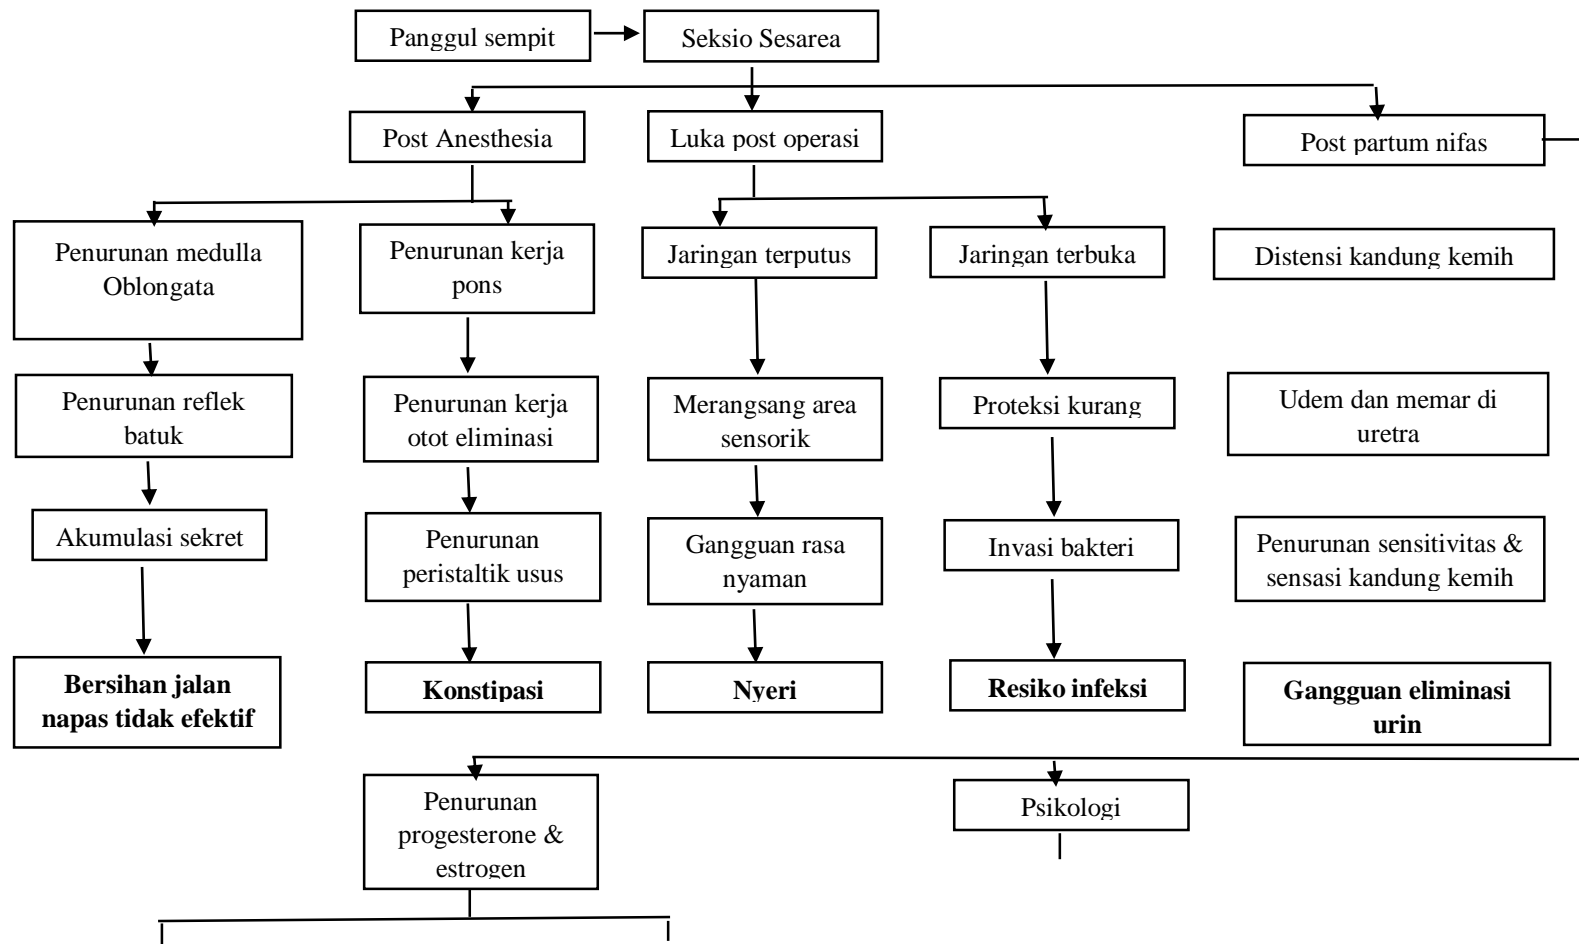 Panggul sempit
Seksio Sesarea
Post Anesthesia
Luka post operasi
Post partum nifas
Penurunan medulla
Oblongata
Penurunan kerja
pons
Jaringan terputus
Jaringan terbuka
Distensi kandung kemih
Penurunan reflek
batuk
Penurunan kerja
otot eliminasi
Merangsang area
sensorik
Proteksi kurang
Udem dan memar di
uretra
Akumulasi sekret
Penurunan
peristaltik usus
Gangguan rasa
nyaman
Invasi bakteri
Penurunan sensitivitas &
sensasi kandung kemih
Bersihan jalan
napas tidak efektif
Konstipasi
Nyeri
Resiko infeksi
Gangguan eliminasi
urin
Penurunan
progesterone &
estrogen
Psikologi